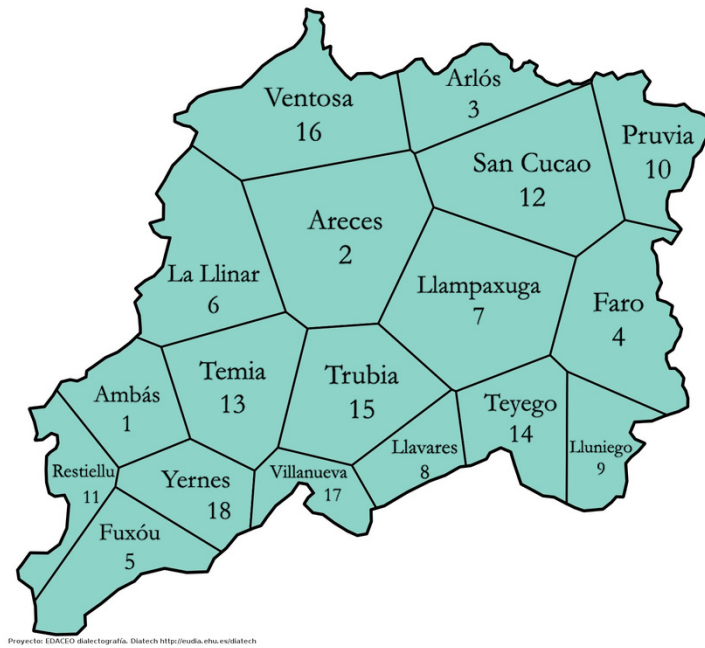 Ventosa
16
Arlós
3
Pruvia
10
San Cucao
12
Areces
2
La Llinar
6
Llampaxuga
7
Faro
4
Temia
13
Trubia
15
Ambás
1
Teyego
14
Llavares
8
Lluniego
9
Restiellu
11
Yernes
18
Villanueva
17
Fuxóu
5
Proyecto: EDACEO dialectografía. Diatech http://eudia.ehu.es/diatech